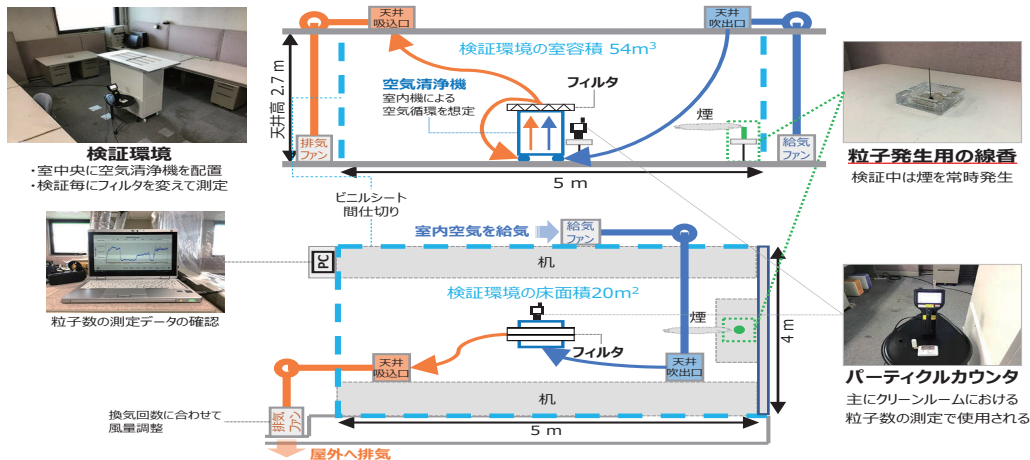 検証環境
・室中央に空気清浄機を配置
・検証毎にフィルタを変えて測定
粒子数の測定データの確認
天井
吸込口
天井
吹出口
検証環境の室容積 54m³
天井高 2.7 m
空気清浄機
室内機による
空気循環を想定
フィルタ
煙
排気
ファン
給気
ファン
5 m
粒子発生用の線香
検証中は煙を常時発生
ビニルシート
間仕切り
室内空気を給気
給気
ファン
PC
机
検証環境の床面積20m²
煙
フィルタ
4 m
天井
吸込口
天井
吹出口
机
換気回数に合わせて
風量調整
排気
ファン
5 m
屋外へ排気
パーティクルカウンタ
主にクリーンルームにおける
粒子数の測定で使用される